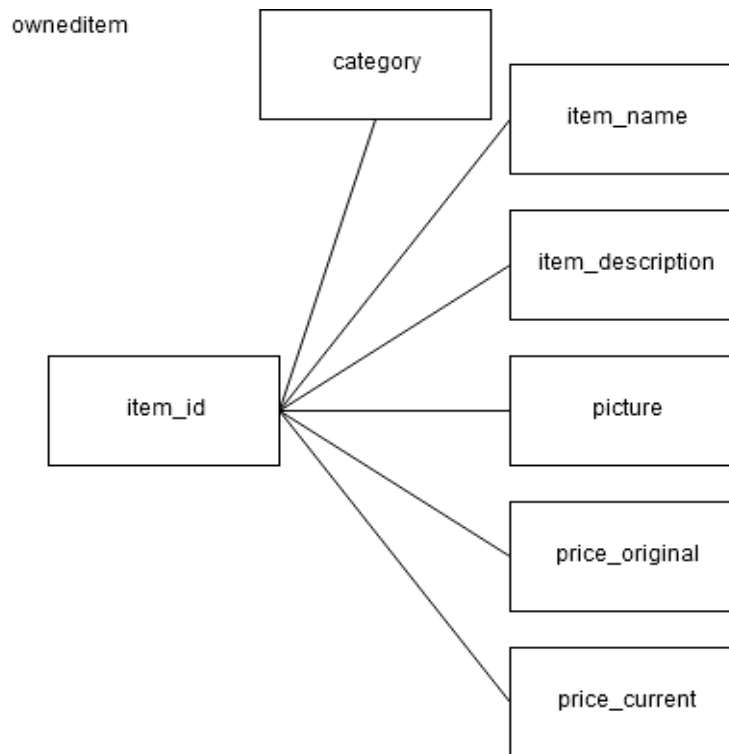 owneditem
category
item_name
item_description
item_id
picture
price_original
price_current